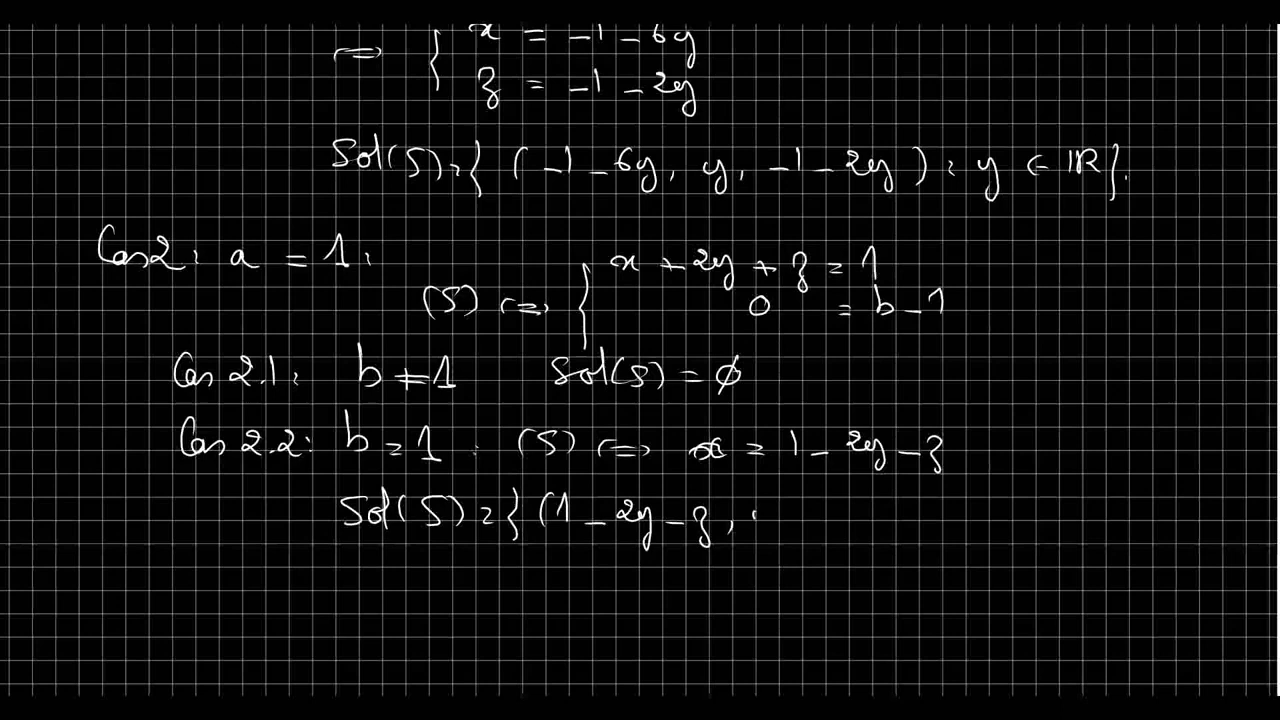 ⇔ { x = -1 - 6y
z = -1 - 2y
Sol(S) = { (-1 - 6y, y, -1 - 2y) : y ∈ ℝ }.
Cas 2 : a = 1 :
(S) ⇔ { x + 2y + z = 1
0 = b - 1
Cas 2.1 : b ≠ 1 Sol(S) = ∅
Cas 2.2 : b = 1 : (S) ⇔ x = 1 - 2y - z
Sol(S) = { (1 - 2y - z ,